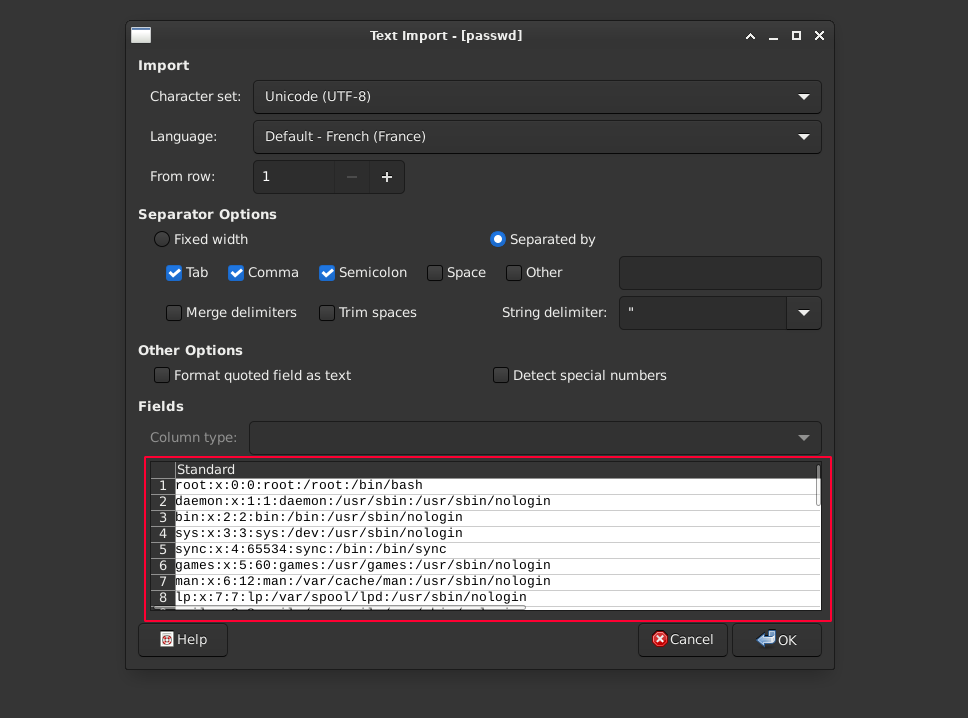 Text Import - [passwd]
Import
Character set: Unicode (UTF-8)
Language: Default - French (France)
From row: 1
Separator Options
Fixed width Separated by
Tab Comma Semicolon Space Other
Merge delimiters Trim spaces String delimiter: "
Other Options
Format quoted field as text Detect special numbers
Fields
Column type:
Standard
1 root:x:0:0:root:/root:/bin/bash
2 daemon:x:1:1:daemon:/usr/sbin:/usr/sbin/nologin
3 bin:x:2:2:bin:/bin:/usr/sbin/nologin
4 sys:x:3:3:sys:/dev:/usr/sbin/nologin
5 sync:x:4:65534:sync:/bin:/bin/sync
6 games:x:5:60:games:/usr/games:/usr/sbin/nologin
7 man:x:6:12:man:/var/cache/man:/usr/sbin/nologin
8 lp:x:7:7:lp:/var/spool/lpd:/usr/sbin/nologin
Help Cancel OK